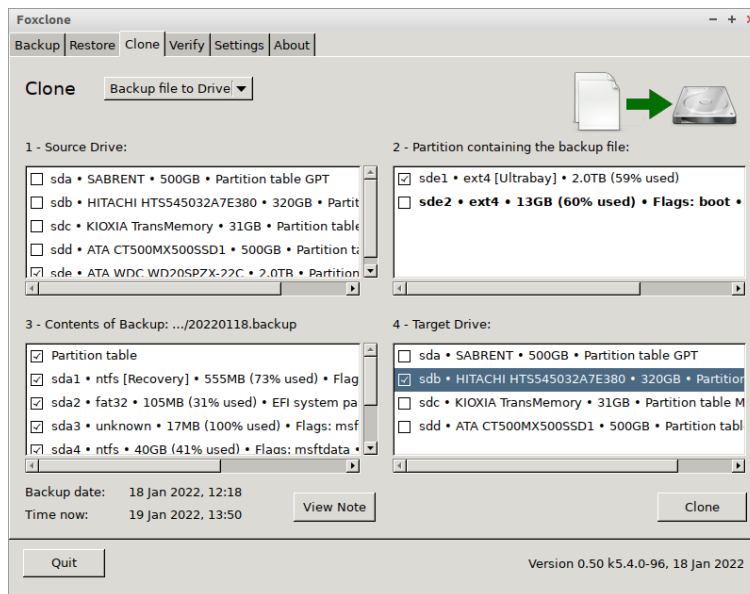 Foxclone
Backup Restore Clone Verify Settings About
Clone
Backup file to Drive
1 - Source Drive:
sda • SABRENT • 500GB • Partition table GPT
sdb • HITACHI HTS545032A7E380 • 320GB • Partit
sdc • KIOXIA TransMemory • 31GB • Partition table
sdd • ATA CT500MX500SSD1 • 500GB • Partition ta
sde • ATA WDC WD20SPZX-22C • 2.0TB • Partition
2 - Partition containing the backup file:
sde1 • ext4 [Ultrabay] • 2.0TB (59% used)
sde2 • ext4 • 13GB (60% used) • Flags: boot •
3 - Contents of Backup: .../20220118.backup
Partition table
sda1 • ntfs [Recovery] • 555MB (73% used) • Flag
sda2 • fat32 • 105MB (31% used) • EFI system pa
sda3 • unknown • 17MB (100% used) • Flags: msf
sda4 • ntfs • 40GB (41% used) • Flags: msftdata •
4 - Target Drive:
sda • SABRENT • 500GB • Partition table GPT
sdb • HITACHI HTS545032A7E380 • 320GB • Partition
sdc • KIOXIA TransMemory • 31GB • Partition table M
sdd • ATA CT500MX500SSD1 • 500GB • Partition tabl
Backup date: 18 Jan 2022, 12:18
Time now: 19 Jan 2022, 13:50
View Note
Clone
Quit
Version 0.50 k5.4.0-96, 18 Jan 2022